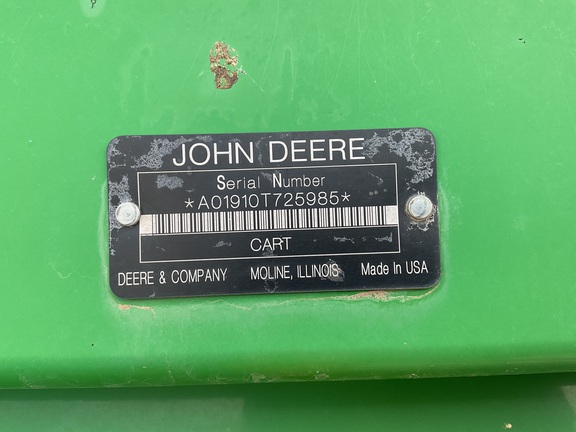 JOHN DEERE
Serial Number
*A01910T725985*
CART
DEERE & COMPANY MOLINE, ILLINOIS Made In USA